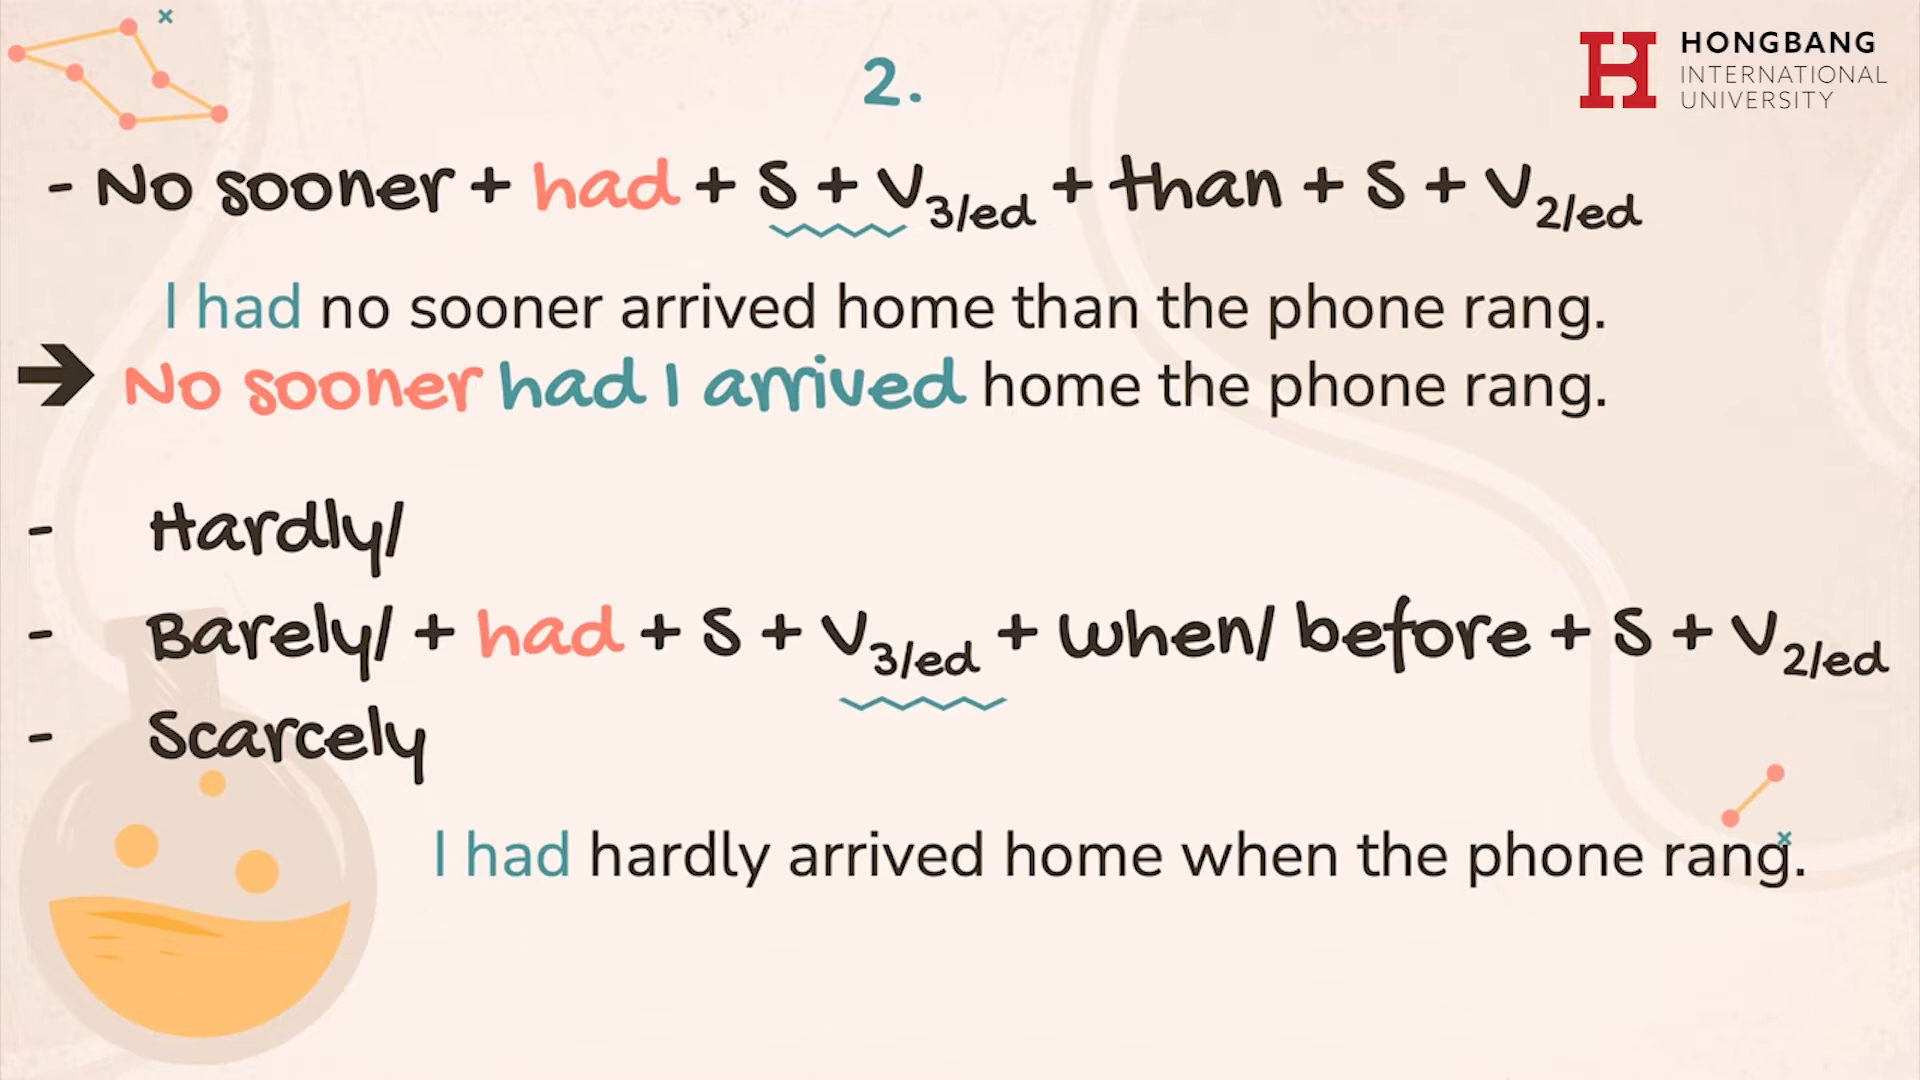 HONGBANG
INTERNATIONAL
UNIVERSITY
2.
- No sooner + had + S + V3/ed + than + S + V2/ed
I had no sooner arrived home than the phone rang.
➔ No sooner had I arrived home the phone rang.
- Hardly/
- Barely/ + had + S + V3/ed + when/ before + S + V2/ed
- Scarcely
I had hardly arrived home when the phone rang.